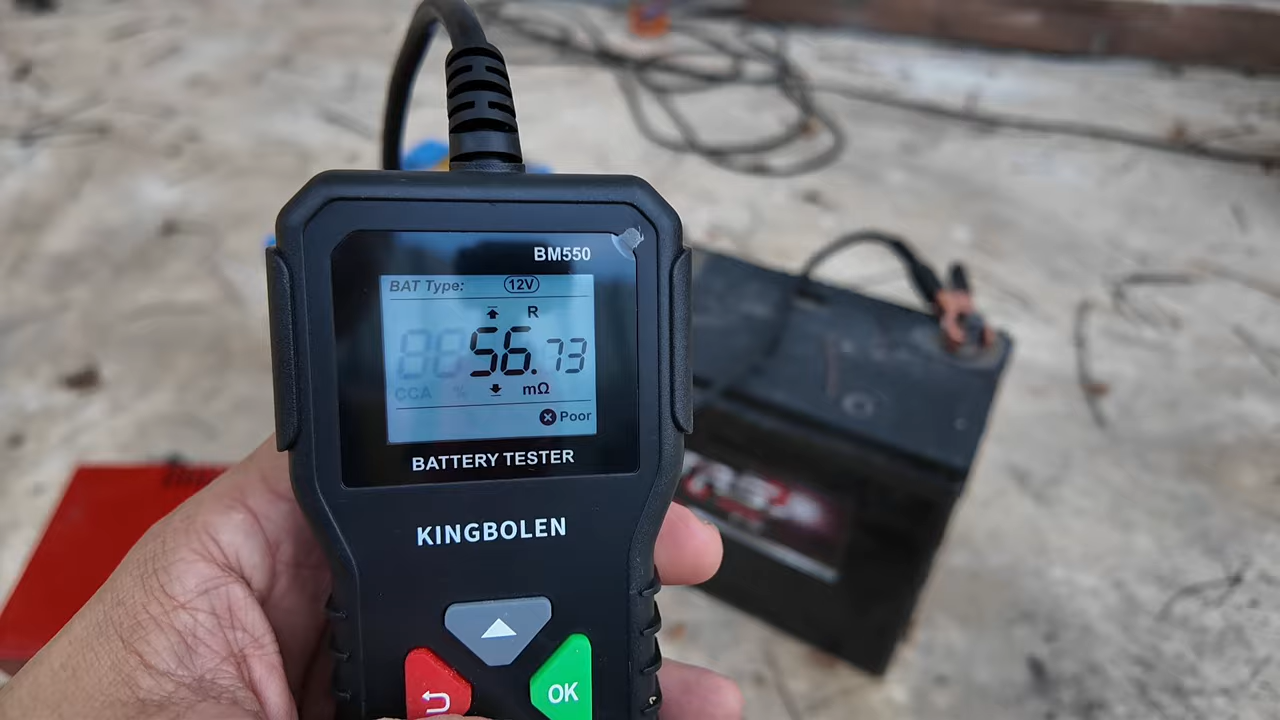 BM550
BAT Type: 12V
R
56.73
CCA % mΩ
Poor
BATTERY TESTER
KINGBOLEN
OK